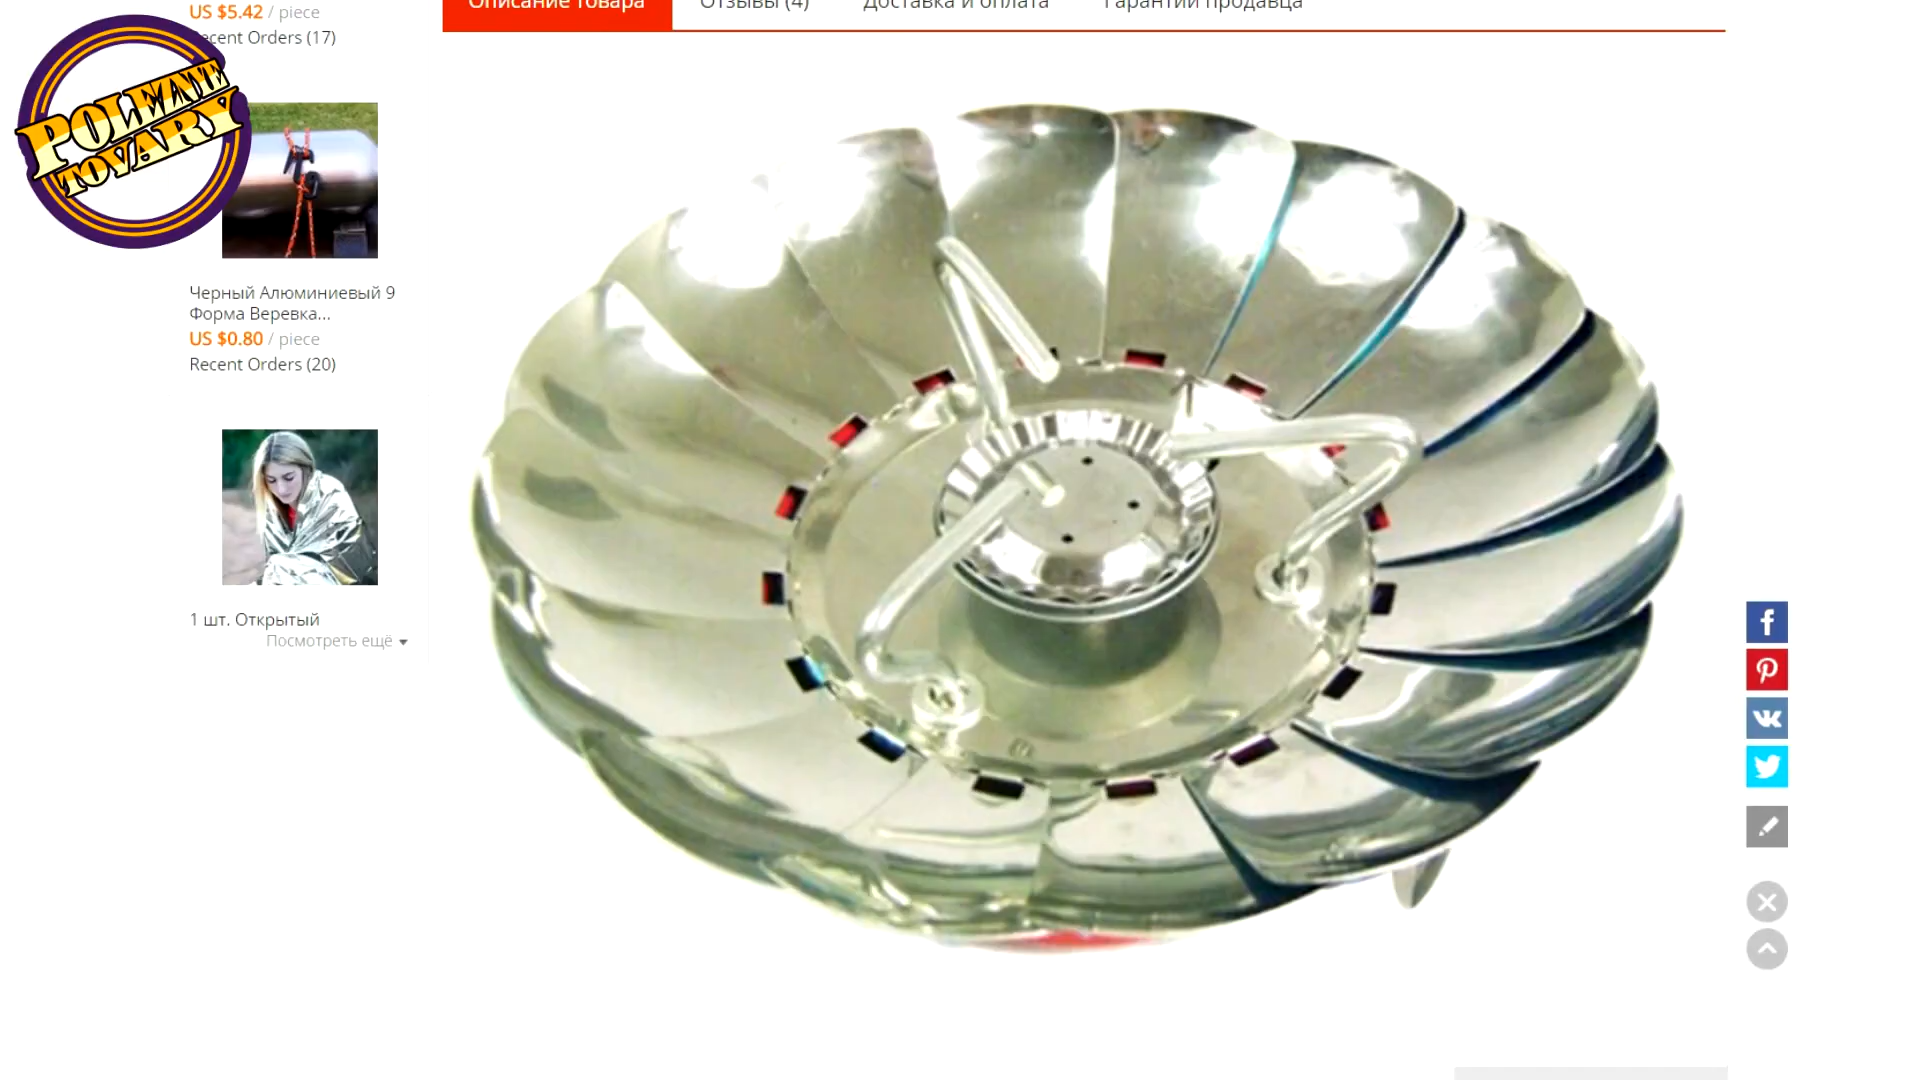 US $5.42 / piece
Recent Orders (17)
Описание товара
Отзывы (4)
Доставка и оплата
Гарантии продавца
POLEZNYE
TOVARY
Черный Алюминиевый 9
Форма Веревка...
US $0.80 / piece
Recent Orders (20)
1 шт. Открытый
Посмотреть ещё